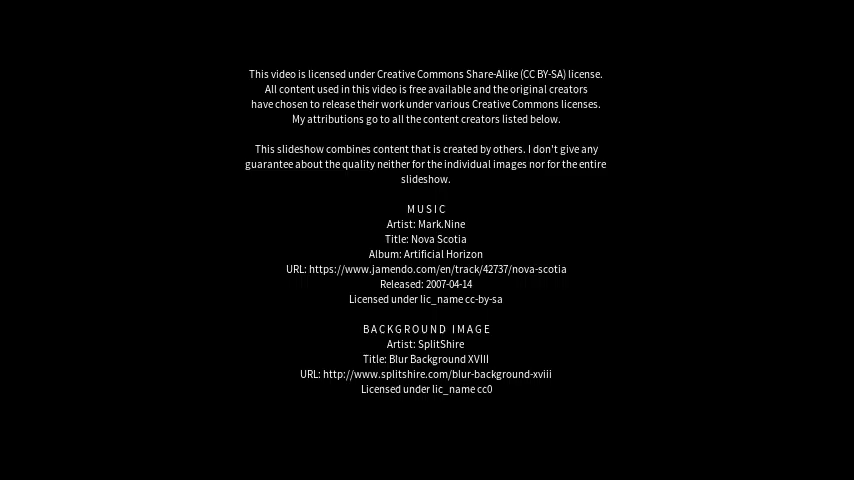 This video is licensed under Creative Commons Share-Alike (CC BY-SA) license.
All content used in this video is free available and the original creators
have chosen to release their work under various Creative Commons licenses.
My attributions go to all the content creators listed below.
This slideshow combines content that is created by others. I don't give any
guarantee about the quality neither for the individual images nor for the entire
slideshow.
MUSIC
Artist: Mark.Nine
Title: Nova Scotia
Album: Artificial Horizon
URL: https://www.jamendo.com/en/track/42737/nova-scotia
Released: 2007-04-14
Licensed under lic_name cc-by-sa
BACKGROUND IMAGE
Artist: SplitShire
Title: Blur Background XVIII
URL: http://www.splitshire.com/blur-background-xviii
Licensed under lic_name cc0